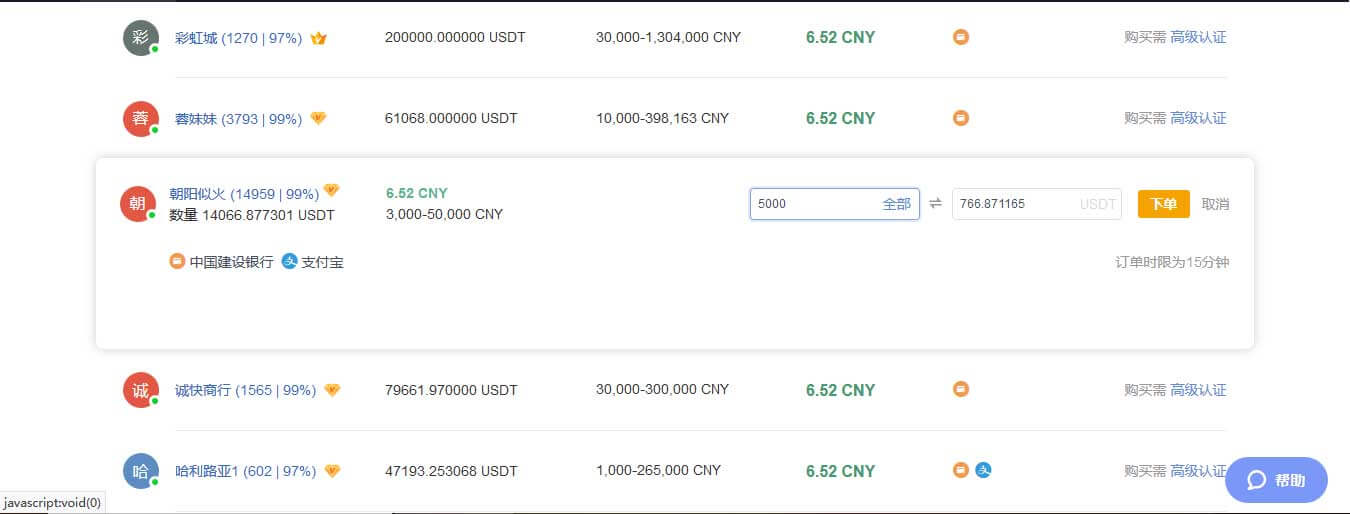 彩 彩虹城 (1270 | 97%) 200000.000000 USDT 30,000-1,304,000 CNY 6.52 CNY 购买需 高级认证
蓉 蓉妹妹 (3793 | 99%) 61068.000000 USDT 10,000-398,163 CNY 6.52 CNY 购买需 高级认证
朝 朝阳似火 (14959 | 99%) 6.52 CNY 5000 全部 766.871165 USDT 下单 取消
数量 14066.877301 USDT 3,000-50,000 CNY
中国建设银行 支 支付宝 订单时限为15分钟
诚 诚快商行 (1565 | 99%) 79661.970000 USDT 30,000-300,000 CNY 6.52 CNY 购买需 高级认证
哈 哈利路亚1 (602 | 97%) 47193.253068 USDT 1,000-265,000 CNY 6.52 CNY 支 购买需 高级认证
帮助
javascript:void(0)